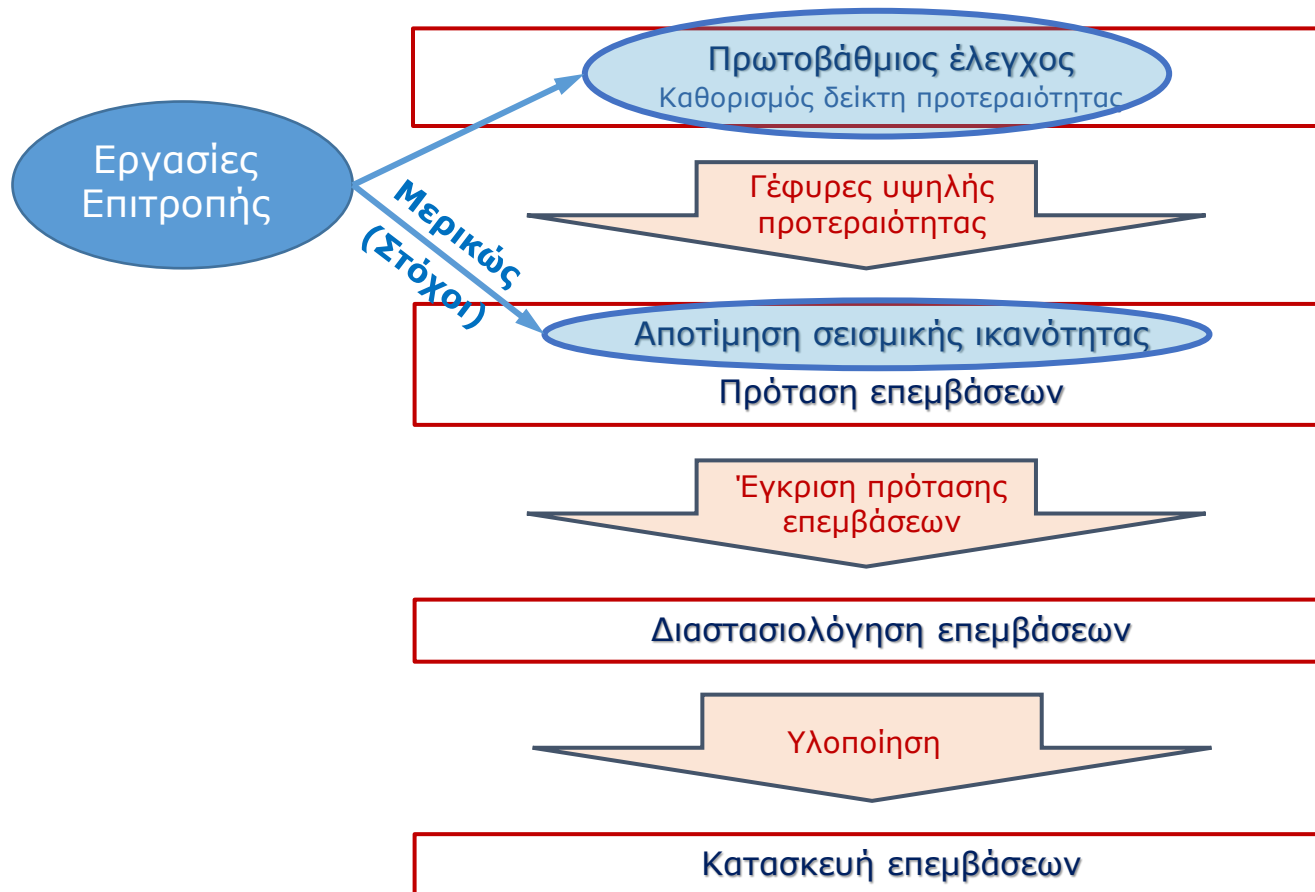 Πρωτοβάθμιος έλεγχος
Καθορισμός δείκτη προτεραιότητας
Εργασίες
Επιτροπής
Μερικώς
(Στόχοι)
Γέφυρες υψηλής
προτεραιότητας
Αποτίμηση σεισμικής ικανότητας
Πρόταση επεμβάσεων
Έγκριση πρότασης
επεμβάσεων
Διαστασιολόγηση επεμβάσεων
Υλοποίηση
Κατασκευή επεμβάσεων